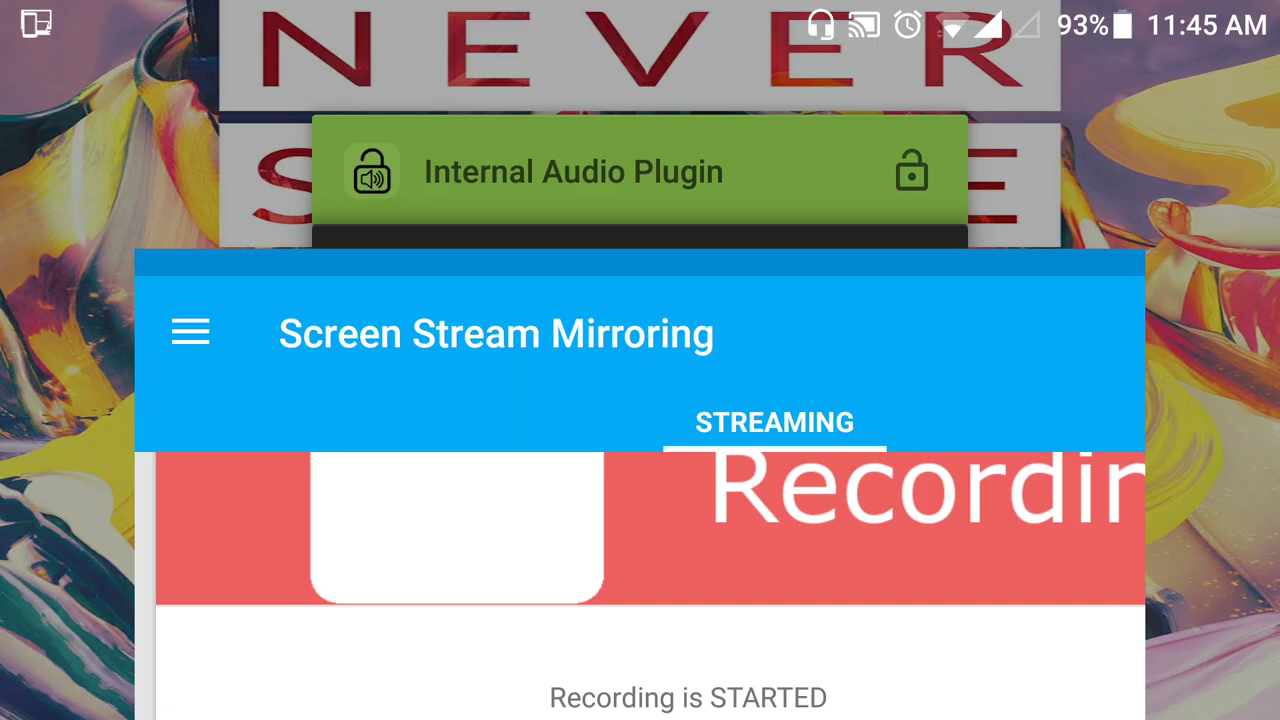 93% 11:45 AM
NEVER
S E
Internal Audio Plugin
Screen Stream Mirroring
STREAMING
Recordin
Recording is STARTED